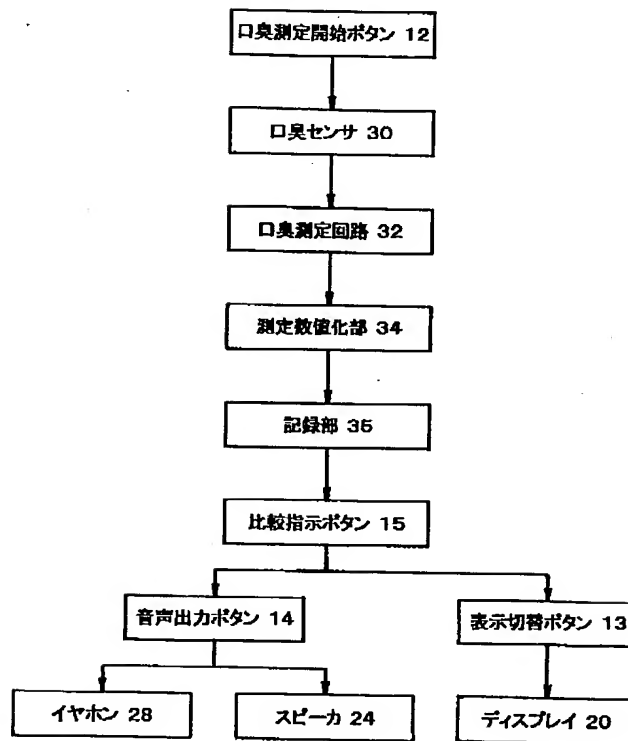 口臭測定開始ボタン 12
口臭センサ 30
口臭測定回路 32
測定数値化部 34
記録部 35
比較指示ボタン 15
音声出力ボタン 14
表示切替ボタン 13
イヤホン 28
スピーカ 24
ディスプレイ 20